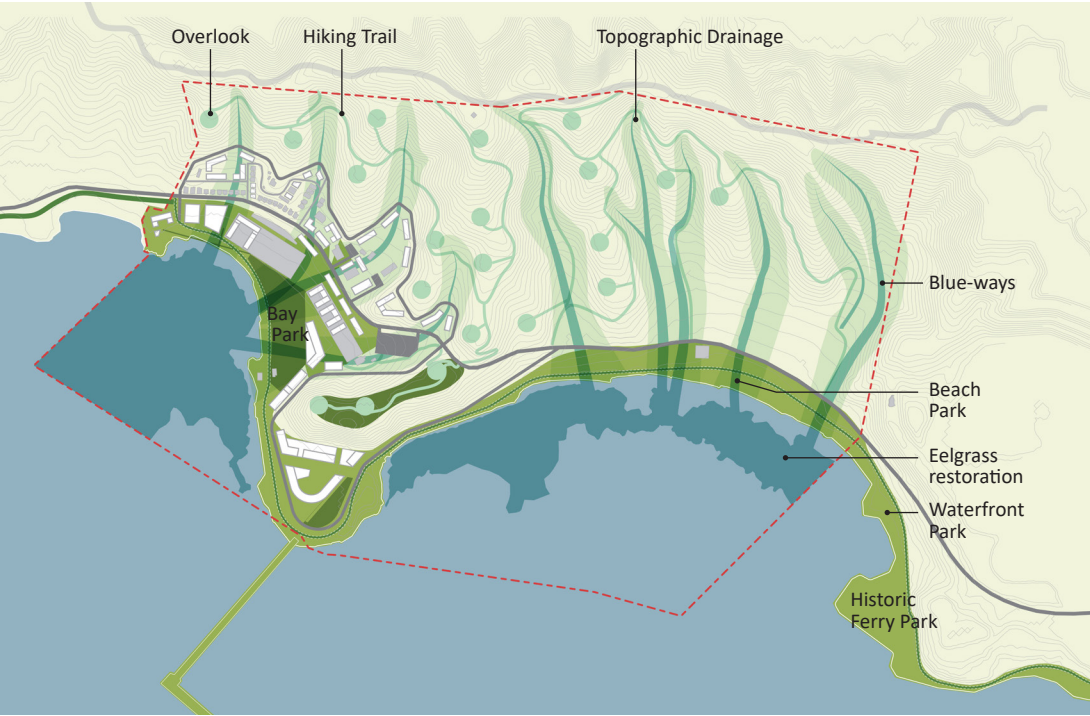 Overlook
Hiking Trail
Topographic Drainage
Blue-ways
Bay
Park
Beach
Park
Eelgrass
restoration
Waterfront
Park
Historic
Ferry Park